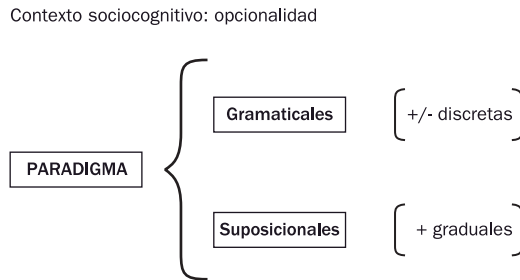 Contexto sociocognitivo: opcionalidad
Gramaticales
+/- discretas
PARADIGMA
Suposicionales
+ graduales